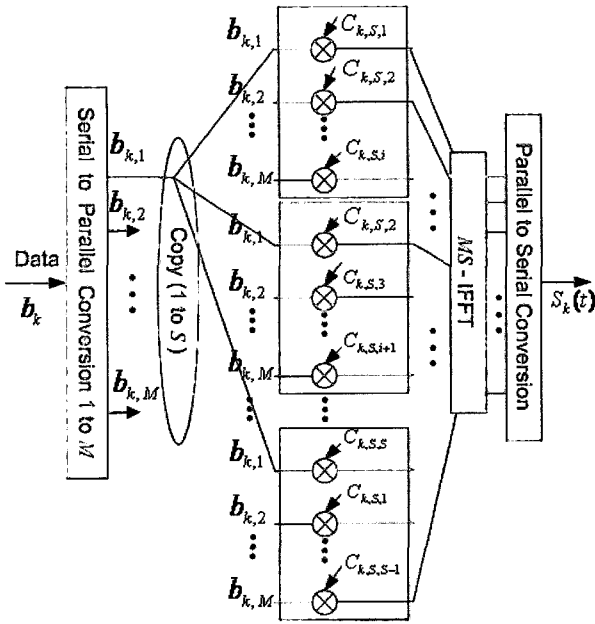 Data
b_k
Serial to Parallel Conversion 1 to M
b_{k,1}
b_{k,2}
b_{k,M}
Copy (1 to S)
b_{k,1}
C_{k,S,1}
b_{k,2}
C_{k,S,2}
b_{k,M}
C_{k,S,i}
b_{k,1}
C_{k,S,2}
b_{k,2}
C_{k,S,3}
b_{k,M}
C_{k,S,i+1}
b_{k,1}
C_{k,S,S}
b_{k,2}
C_{k,S,1}
b_{k,M}
C_{k,S,S-1}
MS - IFFT
Parallel to Serial Conversion
S_k(t)